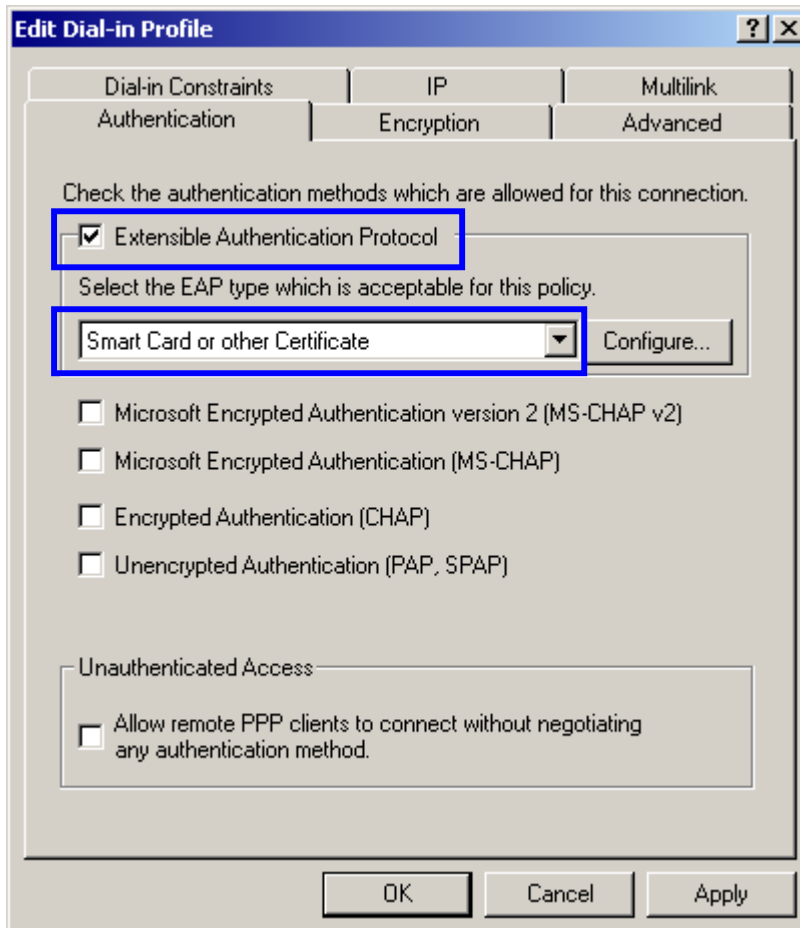 Edit Dial-in Profile
?
Dial-in Constraints
IP
Multilink
Authentication
Encryption
Advanced
Check the authentication methods which are allowed for this connection.
Extensible Authentication Protocol
Select the EAP type which is acceptable for this policy.
Smart Card or other Certificate
Configure...
Microsoft Encrypted Authentication version 2 (MS-CHAP v2)
Microsoft Encrypted Authentication (MS-CHAP)
Encrypted Authentication (CHAP)
Unencrypted Authentication (PAP, SPAP)
Unauthenticated Access
Allow remote PPP clients to connect without negotiating
any authentication method.
OK
Cancel
Apply